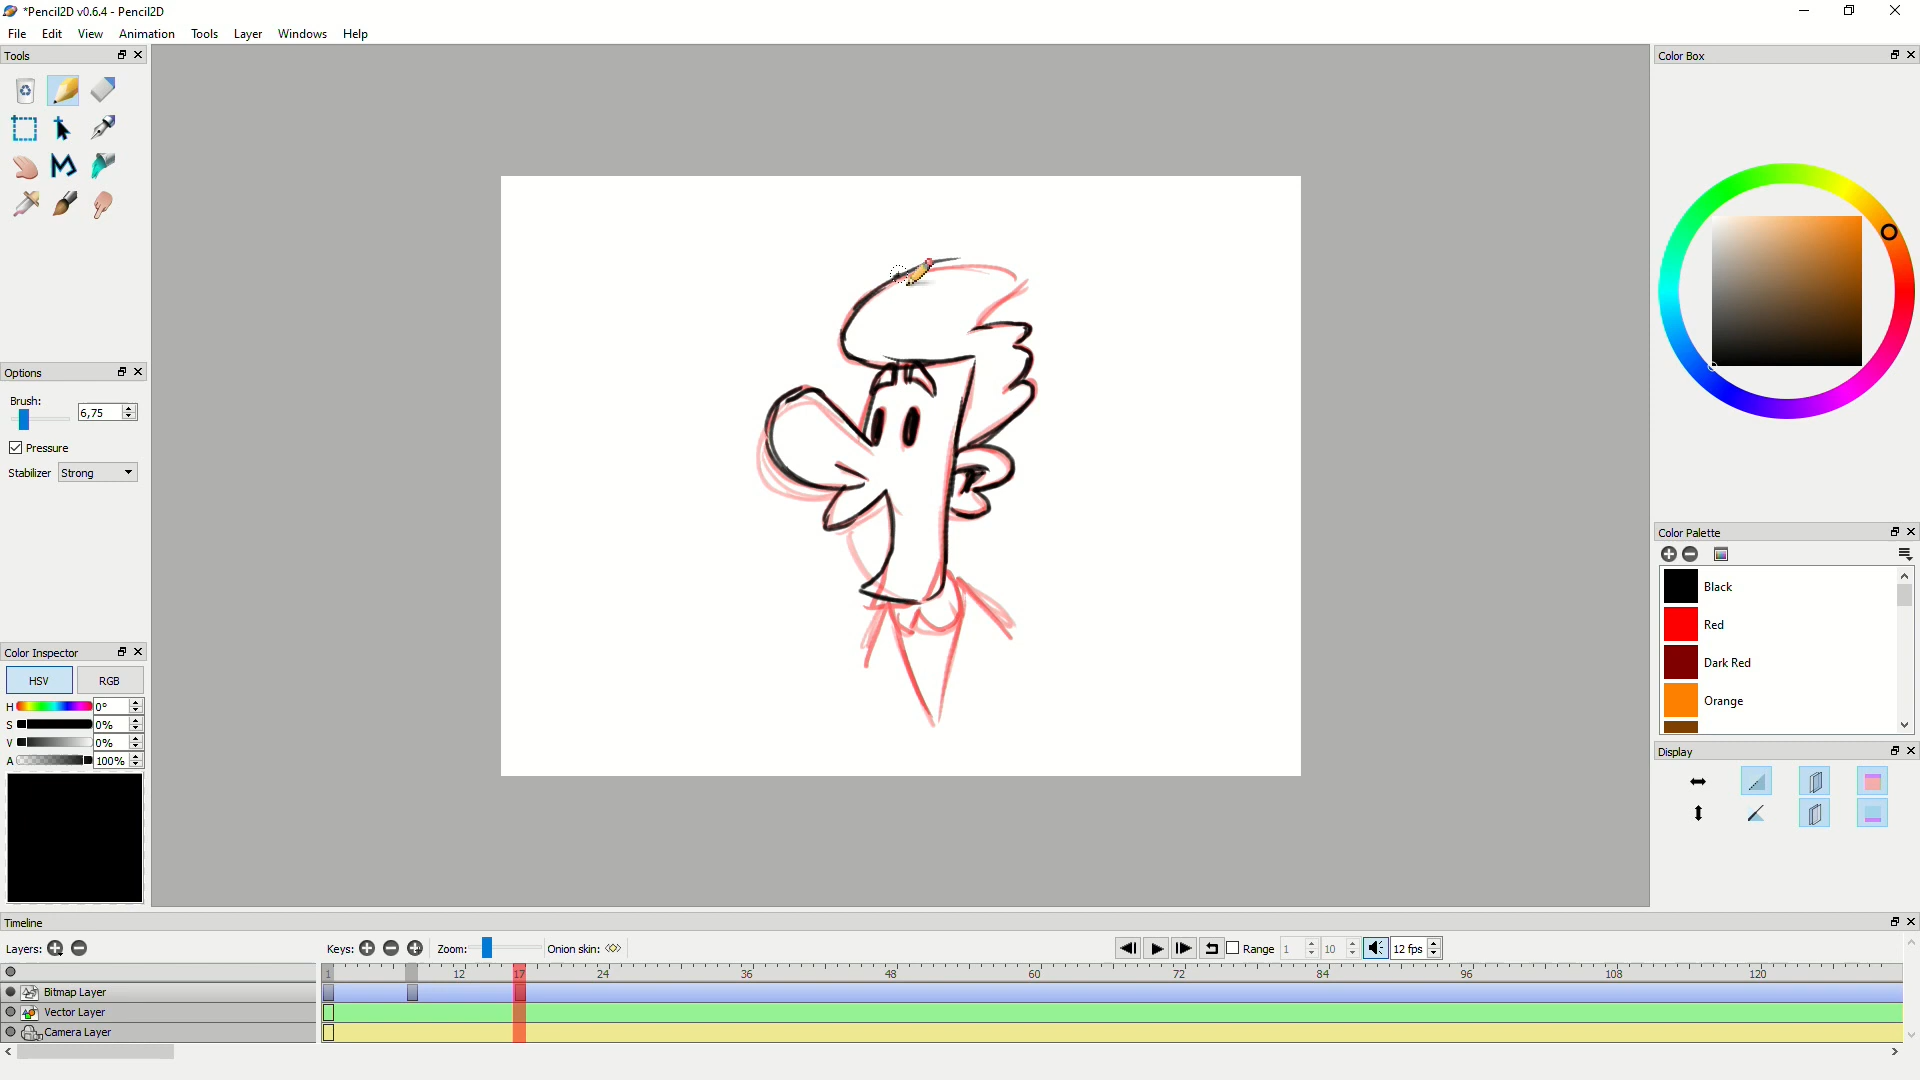 *Pencil2D v0.6.4 - Pencil2D
File Edit View Animation Tools Layer Windows Help
Tools
Color Box
Options
Brush: 6,75
Pressure
Stabilizer Strong
Color Palette
Black
Red
Dark Red
Orange
Color Inspector
HSV RGB
H 0°
S 0%
V 0%
A 100%
Display
Timeline
Layers: Keys: Zoom: Onion skin: Range 1 10 12 fps
1 12 17 24 36 48 60 72 84 96 108 120
Bitmap Layer
Vector Layer
Camera Layer